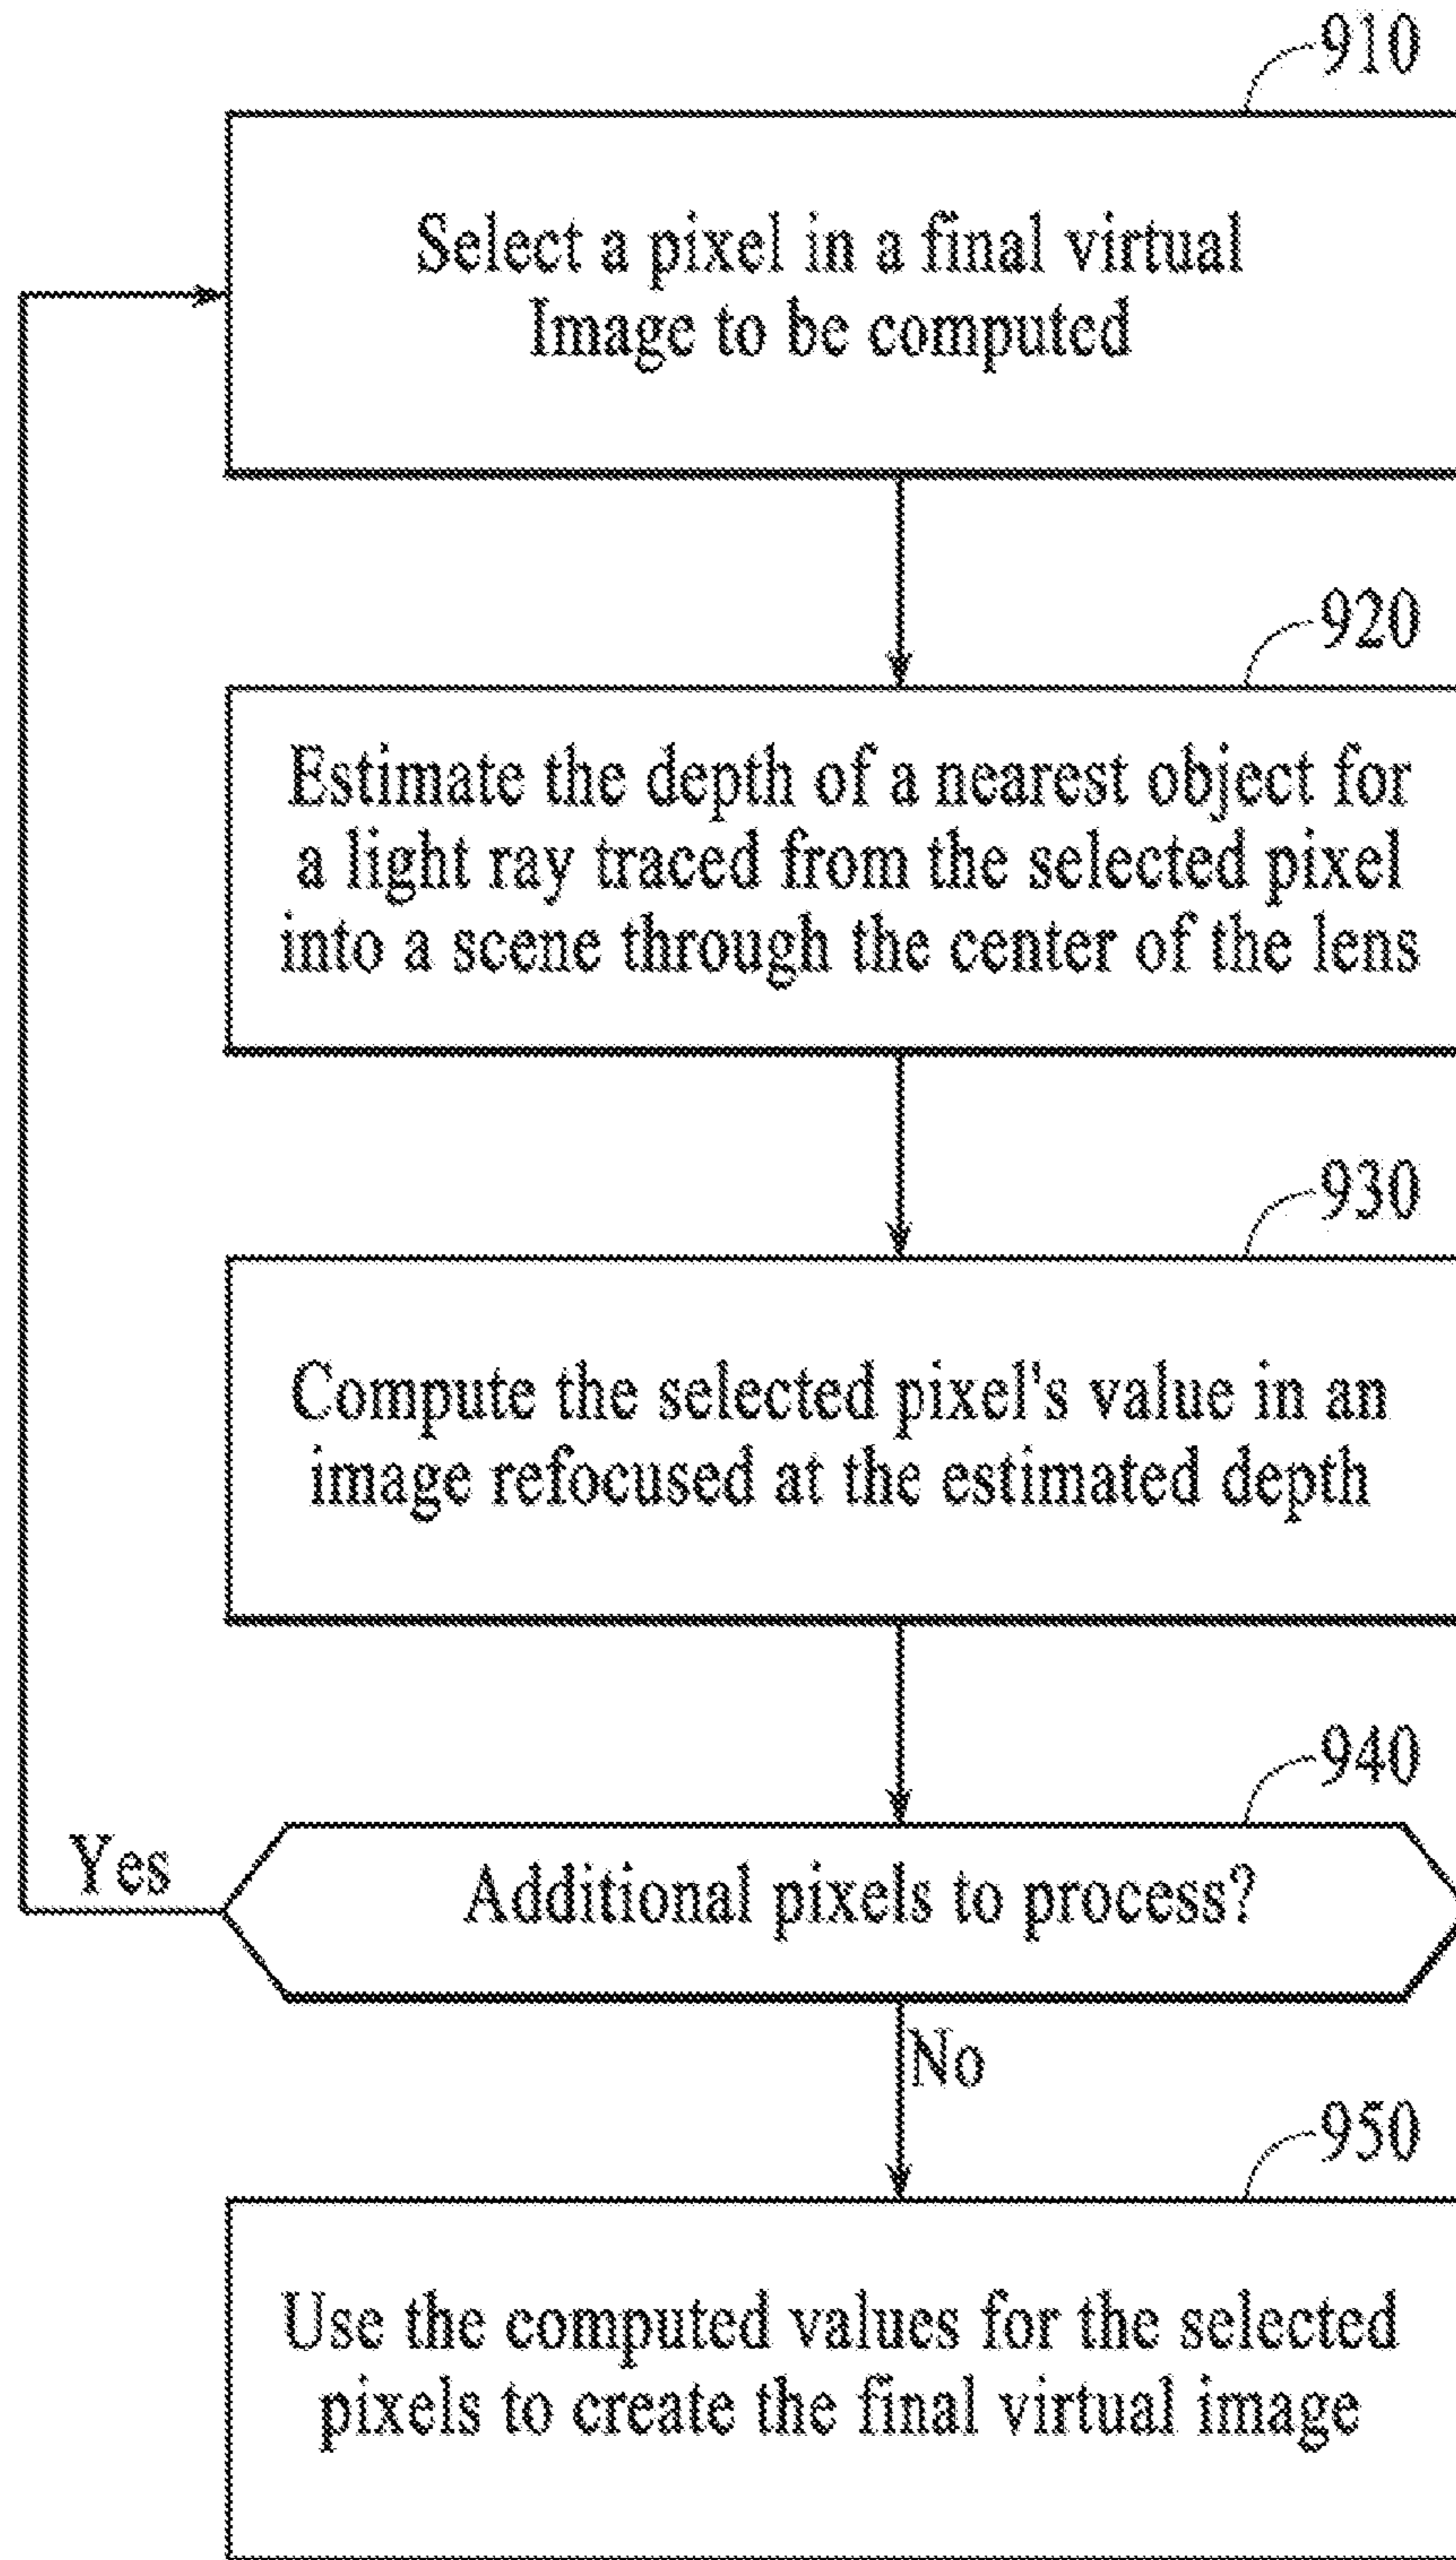 910
Select a pixel in a final virtual
Image to be computed
920
Estimate the depth of a nearest object for
a light ray traced from the selected pixel
into a scene through the center of the lens
930
Compute the selected pixel's value in an
image refocused at the estimated depth
940
Yes
Additional pixels to process?
No
950
Use the computed values for the selected
pixels to create the final virtual image